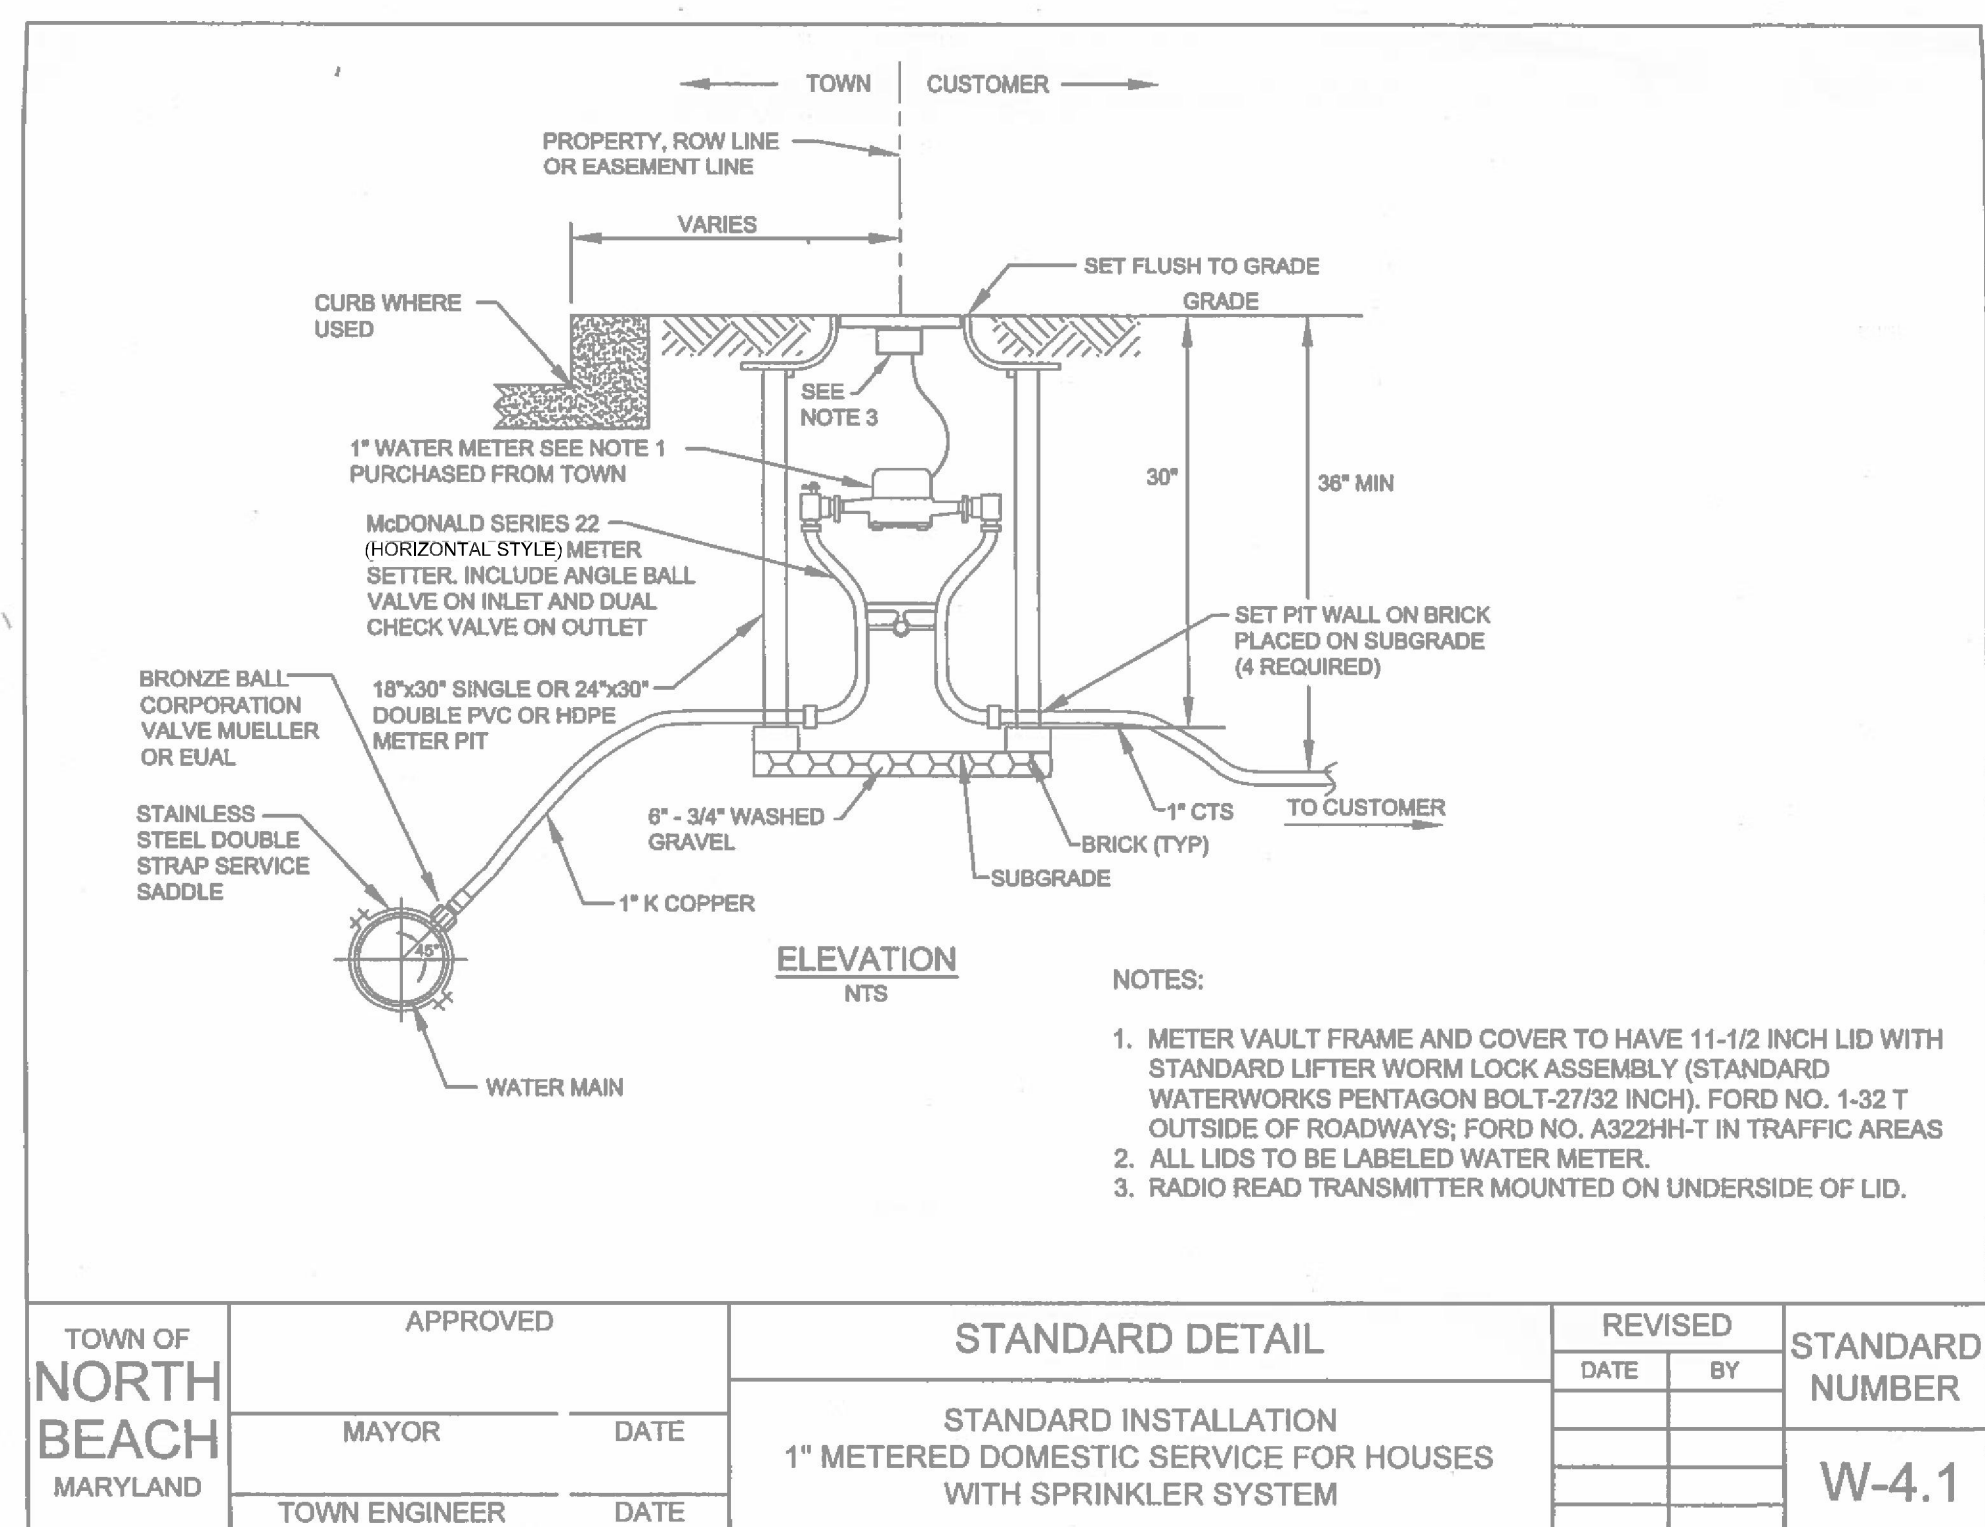 TOWN
CUSTOMER
PROPERTY, ROW LINE
OR EASEMENT LINE
VARIES
SET FLUSH TO GRADE
GRADE
CURB WHERE
USED
SEE
NOTE 3
1" WATER METER SEE NOTE 1
PURCHASED FROM TOWN
30"
36" MIN
McDONALD SERIES 22
(HORIZONTAL STYLE) METER
SETTER. INCLUDE ANGLE BALL
VALVE ON INLET AND DUAL
CHECK VALVE ON OUTLET
SET PIT WALL ON BRICK
PLACED ON SUBGRADE
(4 REQUIRED)
BRONZE BALL
CORPORATION
VALVE MUELLER
OR EUAL
18"x30" SINGLE OR 24"x30"
DOUBLE PVC OR HDPE
METER PIT
STAINLESS
STEEL DOUBLE
STRAP SERVICE
SADDLE
6" - 3/4" WASHED
GRAVEL
1" CTS
TO CUSTOMER
BRICK (TYP)
SUBGRADE
1" K COPPER
45°
WATER MAIN
ELEVATION
NTS
NOTES:
1. METER VAULT FRAME AND COVER TO HAVE 11-1/2 INCH LID WITH
STANDARD LIFTER WORM LOCK ASSEMBLY (STANDARD
WATERWORKS PENTAGON BOLT-27/32 INCH). FORD NO. 1-32 T
OUTSIDE OF ROADWAYS; FORD NO. A322HH-T IN TRAFFIC AREAS
2. ALL LIDS TO BE LABELED WATER METER.
3. RADIO READ TRANSMITTER MOUNTED ON UNDERSIDE OF LID.
TOWN OF
NORTH
BEACH
MARYLAND
APPROVED
MAYOR
DATE
TOWN ENGINEER
DATE
STANDARD DETAIL
STANDARD INSTALLATION
1" METERED DOMESTIC SERVICE FOR HOUSES
WITH SPRINKLER SYSTEM
REVISED
DATE
BY
STANDARD
NUMBER
W-4.1